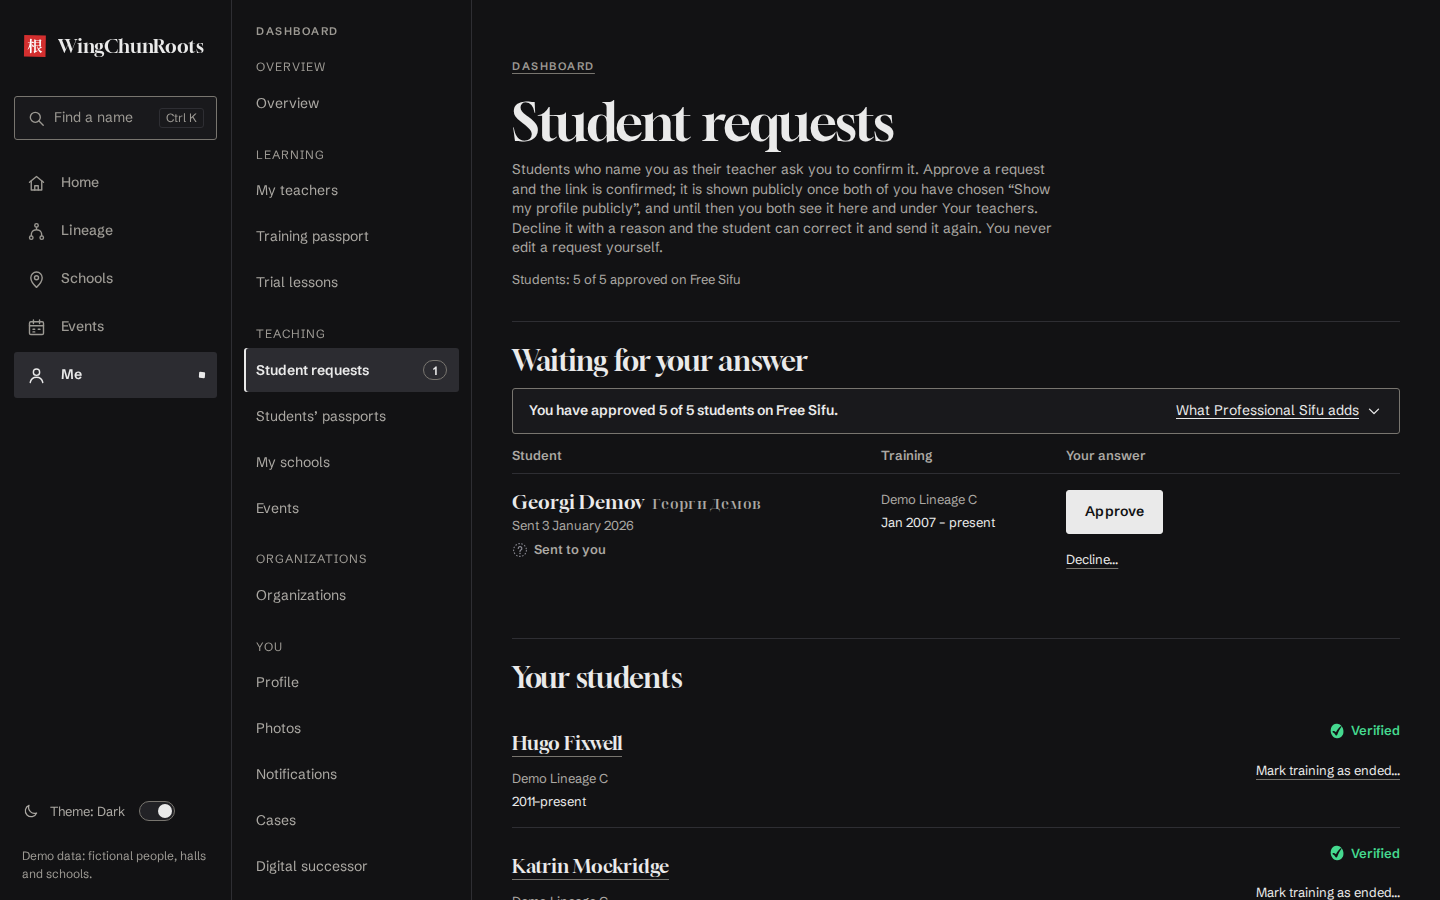 根 WingChunRoots
Find a name Ctrl K
Home
Lineage
Schools
Events
Me
Theme: Dark
Demo data: fictional people, halls
and schools.
DASHBOARD
OVERVIEW
Overview
LEARNING
My teachers
Training passport
Trial lessons
TEACHING
Student requests 1
Students’ passports
My schools
Events
ORGANIZATIONS
Organizations
YOU
Profile
Photos
Notifications
Cases
Digital successor
DASHBOARD
Student requests
Students who name you as their teacher ask you to confirm it. Approve a request
and the link is confirmed; it is shown publicly once both of you have chosen “Show
my profile publicly”, and until then you both see it here and under Your teachers.
Decline it with a reason and the student can correct it and send it again. You never
edit a request yourself.
Students: 5 of 5 approved on Free Sifu
Waiting for your answer
You have approved 5 of 5 students on Free Sifu. What Professional Sifu adds
Student Training Your answer
Georgi Demov Георги Демов
Sent 3 January 2026
Sent to you
Demo Lineage C
Jan 2007 – present
Approve
Decline…
Your students
Hugo Fixwell
Demo Lineage C
2011–present
Verified
Mark training as ended…
Katrin Mockridge
Demo Lineage C
Verified
Mark training as ended…